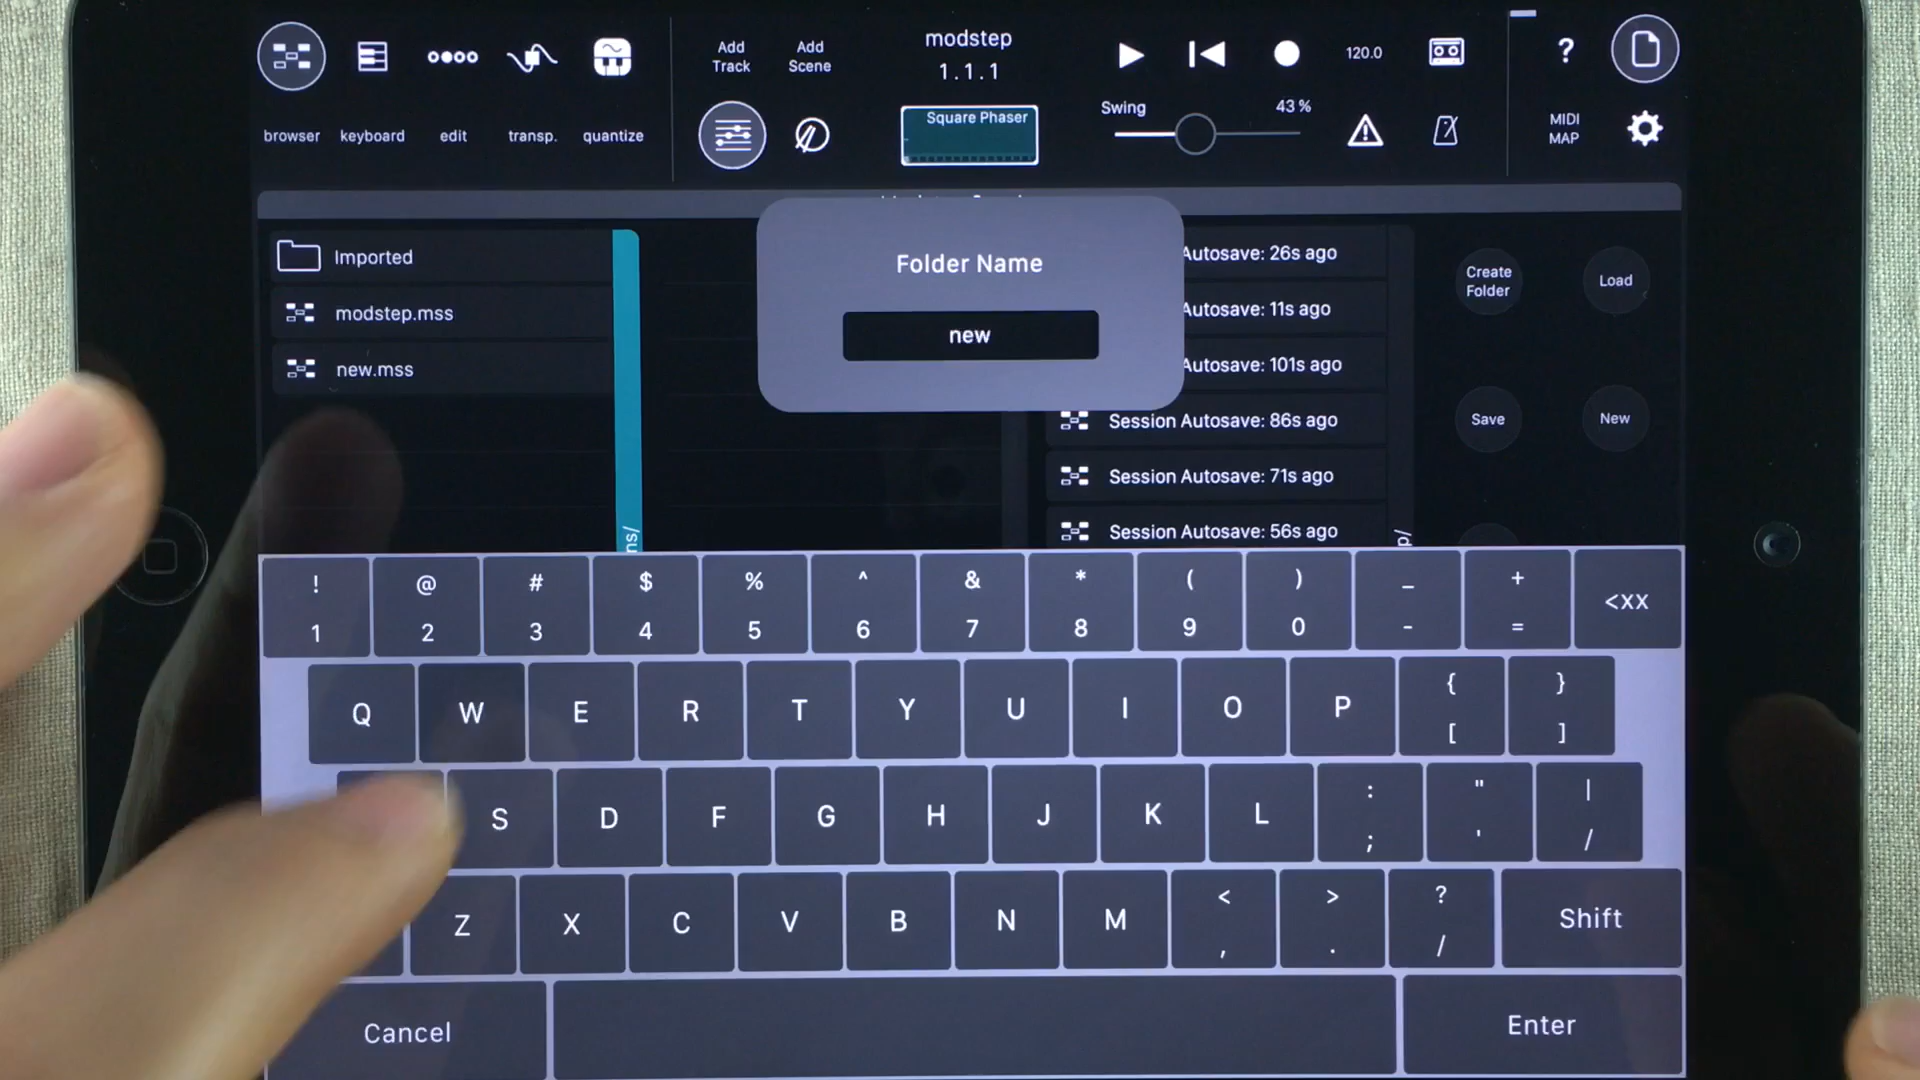 browser
keyboard
edit
transp.
quantize
Add
Track
Add
Scene
modstep
1.1.1
Square Phaser
120.0
Swing
43 %
?
MIDI
MAP
Imported
modstep.mss
new.mss
ns/
Folder Name
new
Autosave: 26s ago
Autosave: 11s ago
Autosave: 101s ago
Session Autosave: 86s ago
Session Autosave: 71s ago
Session Autosave: 56s ago
p/
Create
Folder
Load
Save
New
! @ # $ % ^ & * ( ) _ +
1 2 3 4 5 6 7 8 9 0 - = <XX
Q W E R T Y U I O P { }
[ ]
S D F G H J K L : " |
; ' /
Z X C V B N M < > ? Shift
, . /
Cancel
Enter